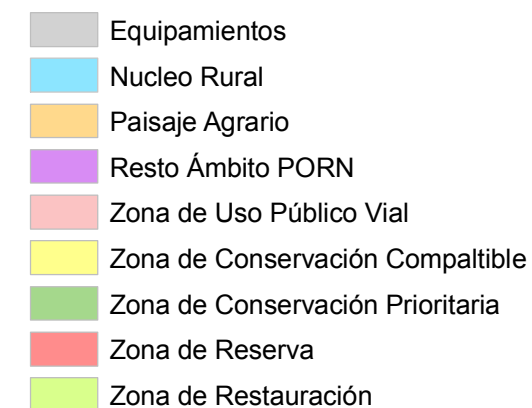 Equipamientos
Nucleo Rural
Paisaje Agrario
Resto Ámbito PORN
Zona de Uso Público Vial
Zona de Conservación Compaltible
Zona de Conservación Prioritaria
Zona de Reserva
Zona de Restauración